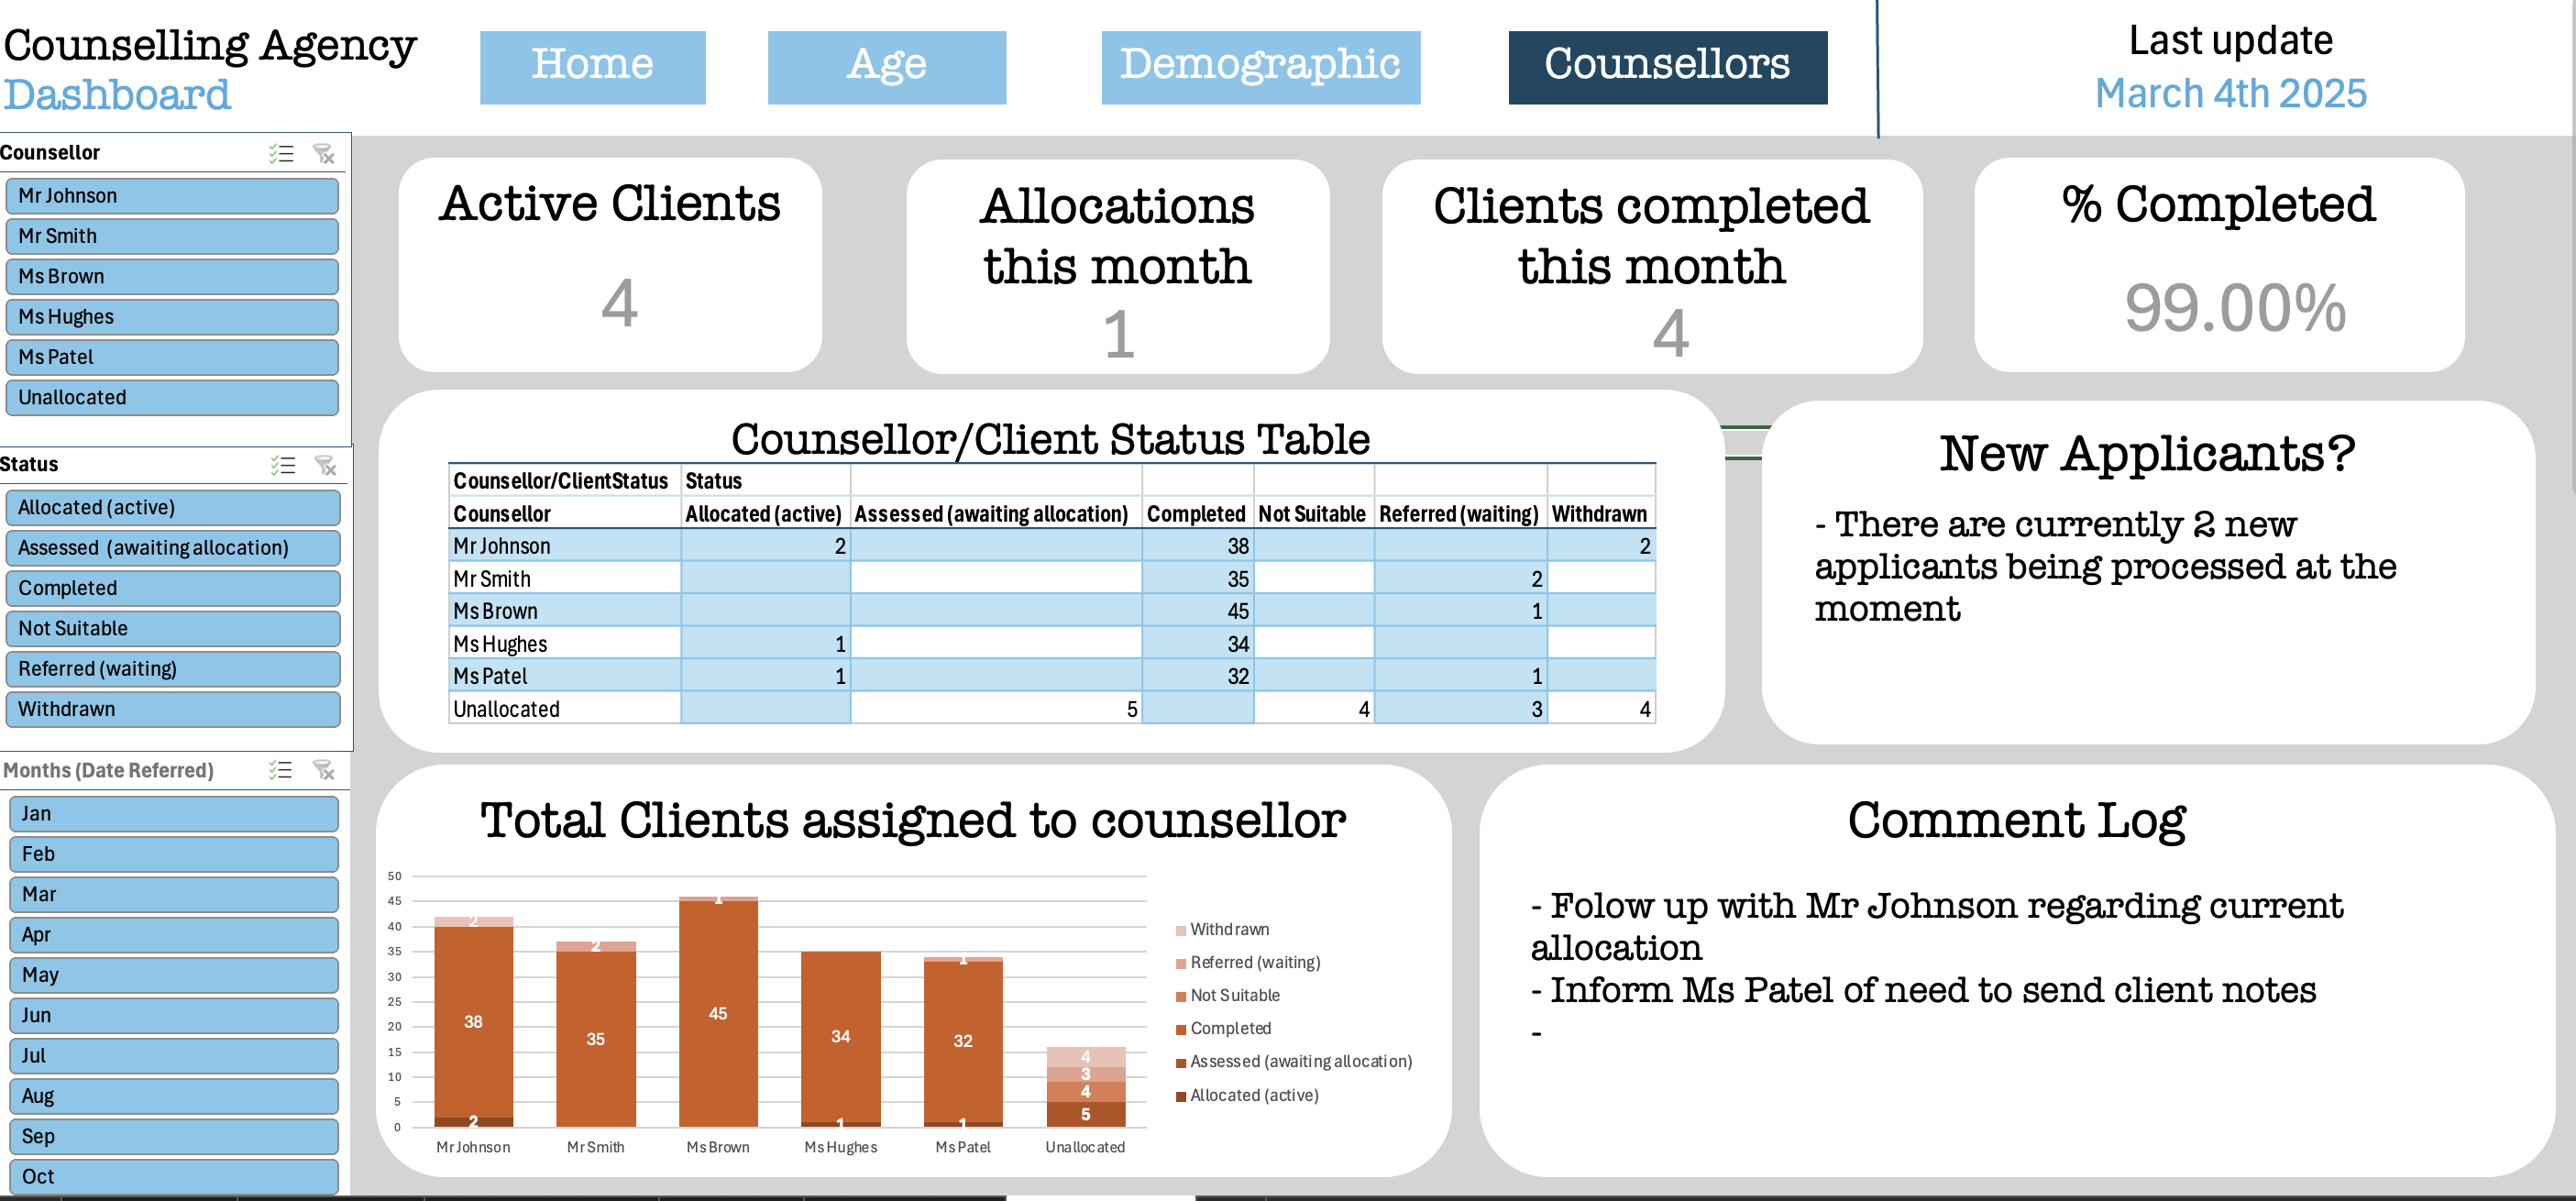 Counselling Agency
Dashboard
Home
Age
Demographic
Counsellors
Last update
March 4th 2025
Counsellor
Mr Johnson
Mr Smith
Ms Brown
Ms Hughes
Ms Patel
Unallocated
Status
Allocated (active)
Assessed (awaiting allocation)
Completed
Not Suitable
Referred (waiting)
Withdrawn
Months (Date Referred)
Jan
Feb
Mar
Apr
May
Jun
Jul
Aug
Sep
Oct
Active Clients
4
Allocations
this month
1
Clients completed
this month
4
% Completed
99.00%
Counsellor/Client Status Table
Counsellor/ClientStatus Status
Counsellor Allocated (active) Assessed (awaiting allocation) Completed Not Suitable Referred (waiting) Withdrawn
Mr Johnson 2 38 2
Mr Smith 35 2
Ms Brown 45 1
Ms Hughes 1 34
Ms Patel 1 32 1
Unallocated 5 4 3 4
New Applicants?
- There are currently 2 new
applicants being processed at the
moment
Total Clients assigned to counsellor
50
45
40
35
30
25
20
15
10
5
0
2
38
2
2
35
1
45
34
1
1
32
1
4
3
4
5
Mr Johnson Mr Smith Ms Brown Ms Hughes Ms Patel Unallocated
Withdrawn
Referred (waiting)
Not Suitable
Completed
Assessed (awaiting allocation)
Allocated (active)
Comment Log
- Folow up with Mr Johnson regarding current
allocation
- Inform Ms Patel of need to send client notes
-